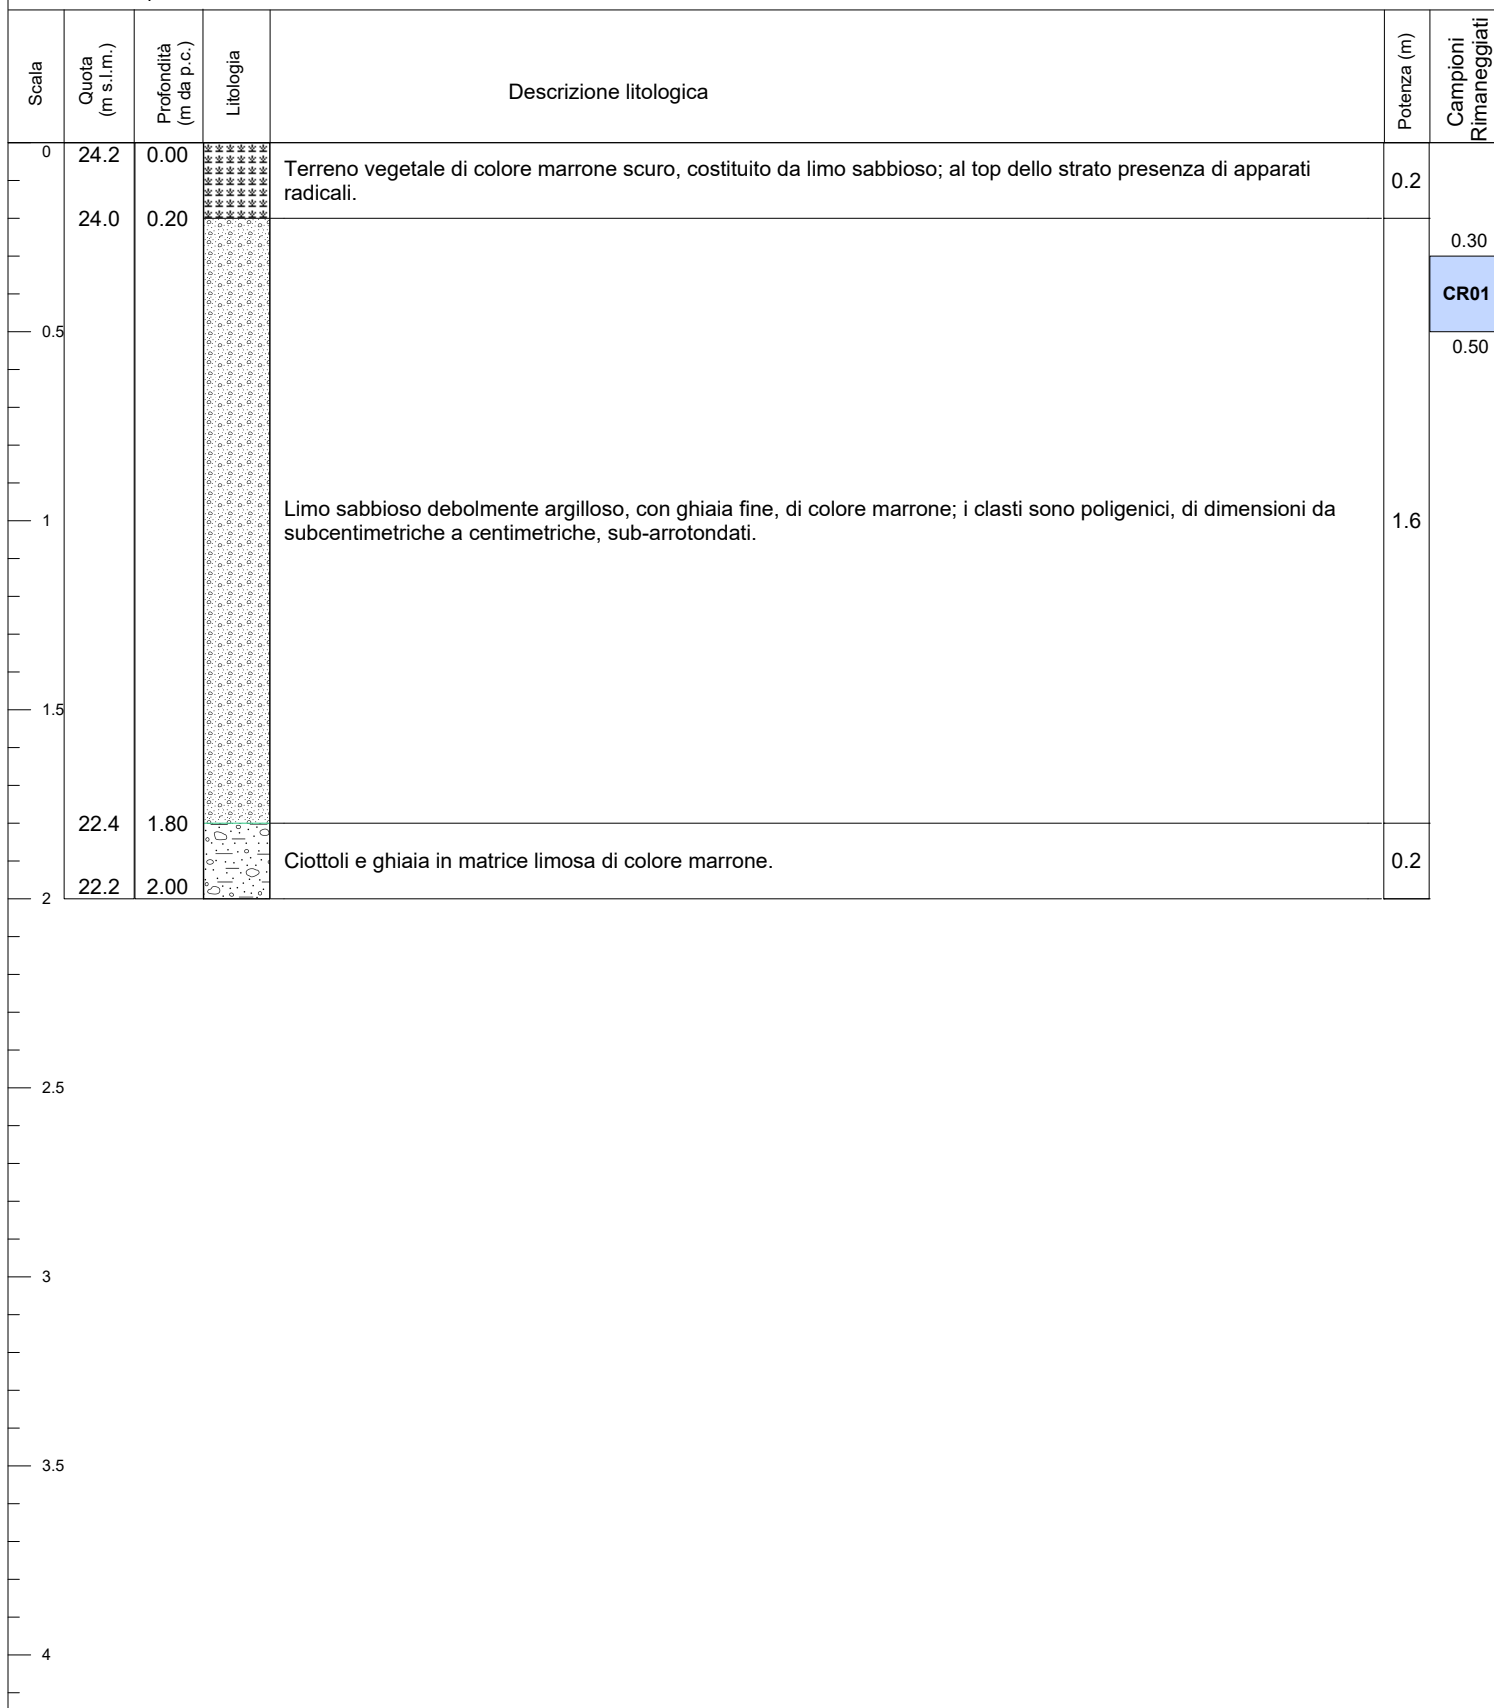 Scala
Quota
(m s.l.m.)
Profondità
(m da p.c.)
Litologia
Descrizione litologica
Potenza (m)
Campioni
Rimaneggiati
0
24.2
0.00
Terreno vegetale di colore marrone scuro, costituito da limo sabbioso; al top dello strato presenza di apparati
radicali.
0.2
24.0
0.20
0.30
CR01
0.5
0.50
Limo sabbioso debolmente argilloso, con ghiaia fine, di colore marrone; i clasti sono poligenici, di dimensioni da
subcentimetriche a centimetriche, sub-arrotondati.
1
1.6
1.5
22.4
1.80
Ciottoli e ghiaia in matrice limosa di colore marrone.
0.2
22.2
2.00
2
2.5
3
3.5
4